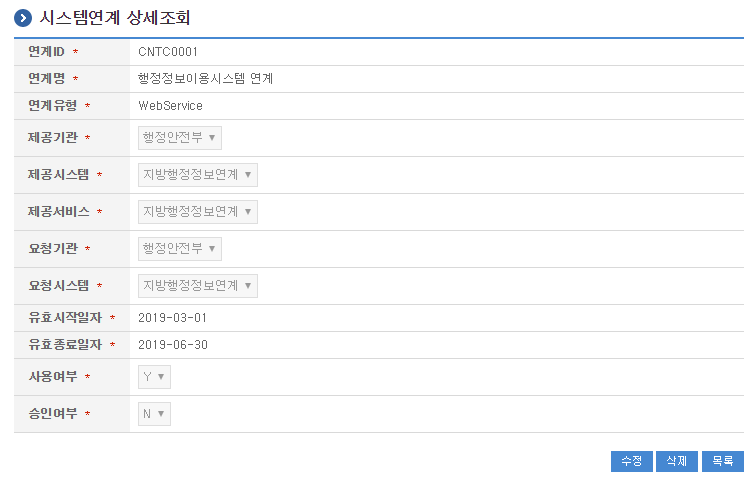 시스템연계 상세조회
연계ID * CNTC0001
연계명 * 행정정보이용시스템 연계
연계유형 * WebService
제공기관 * 행정안전부 ▼
제공시스템 * 지방행정정보연계 ▼
제공서비스 * 지방행정정보연계 ▼
요청기관 * 행정안전부 ▼
요청시스템 * 지방행정정보연계 ▼
유효시작일자 * 2019-03-01
유효종료일자 * 2019-06-30
사용여부 * Y ▼
승인여부 * N ▼
수정 삭제 목록